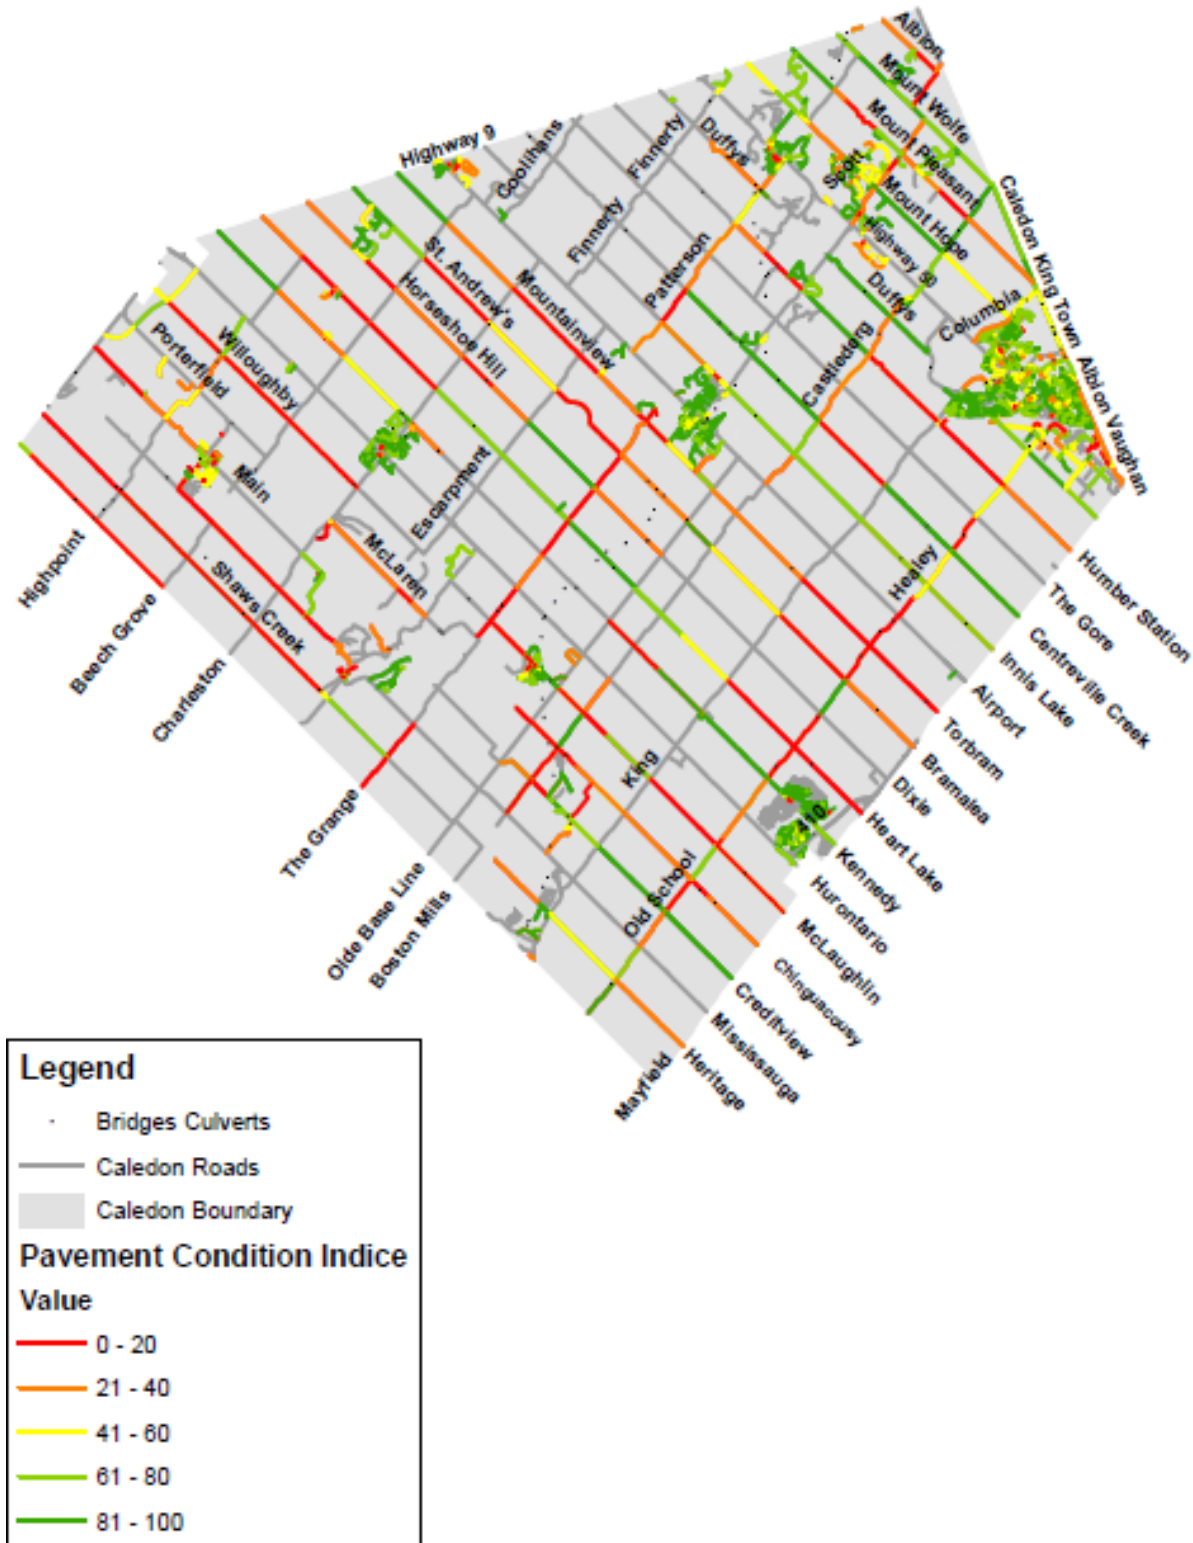 Albion
Mount Wolfe
Mount Pleasant
Scott
Mount Hope
Highway 50
Duffys
Duffys
Highway 9
Coolihans
Finnerty
Finnerty
Patterson
Caledon King Town
Albion Vaughan
Columbia
Castlederg
St. Andrew's
Mountainview
Horseshoe Hill
Willoughby
Porterfield
Main
Escarpment
McLaren
Shaws Creek
Healey
King
Old School
410
Highpoint
Beech Grove
Charleston
The Grange
Olde Base Line
Boston Mills
Mayfield
Humber Station
The Gore
Centreville Creek
Innis Lake
Airport
Torbram
Bramalea
Dixie
Heart Lake
Kennedy
Hurontario
McLaughlin
Chinguacousy
Creditview
Mississauga
Heritage
Legend
Bridges Culverts
Caledon Roads
Caledon Boundary
Pavement Condition Indice
Value
0 - 20
21 - 40
41 - 60
61 - 80
81 - 100